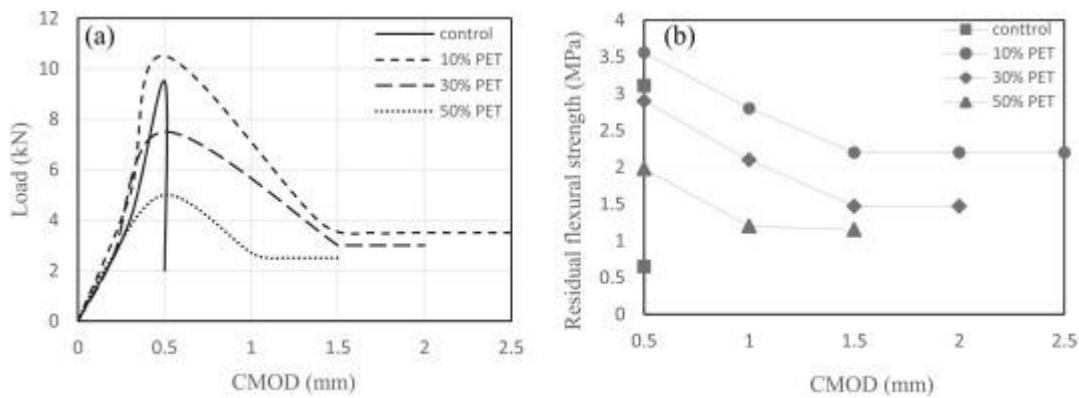 (a)
control
10% PET
30% PET
50% PET
Load (kN)
12
10
8
6
4
2
0
0 0.5 1 1.5 2 2.5
CMOD (mm)
(b)
conttrol
10% PET
30% PET
50% PET
Residual flexural strength (MPa)
4
3.5
3
2.5
2
1.5
1
0.5
0
0.5 1 1.5 2 2.5
CMOD (mm)